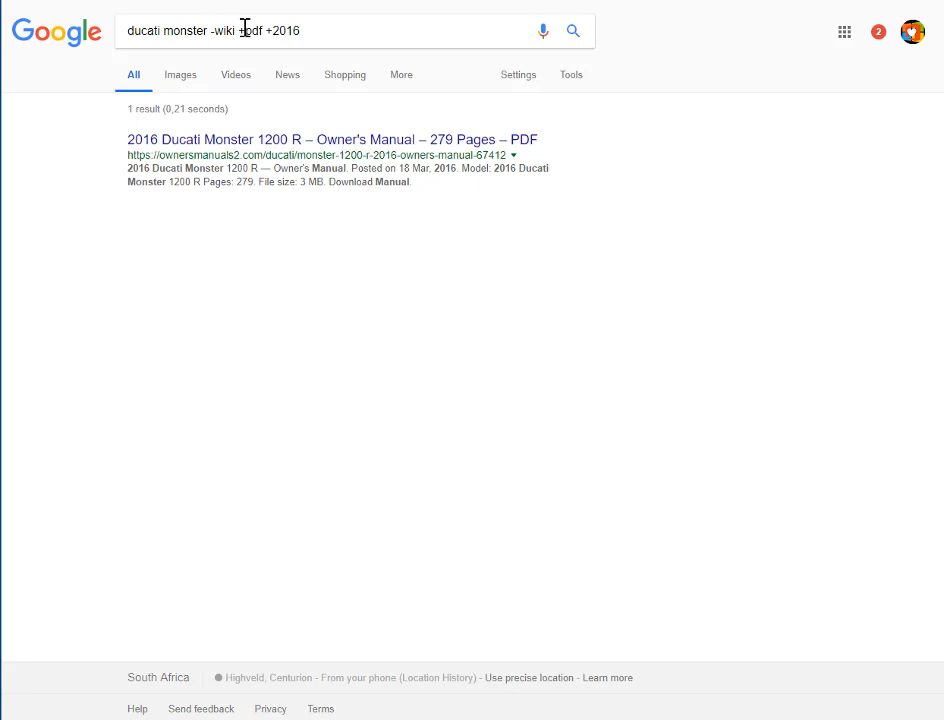 Google
ducati monster -wiki +pdf +2016
2
All Images Videos News Shopping More Settings Tools
1 result (0,21 seconds)
2016 Ducati Monster 1200 R – Owner's Manual – 279 Pages – PDF
https://ownersmanuals2.com/ducati/monster-1200-r-2016-owners-manual-67412
2016 Ducati Monster 1200 R — Owner's Manual. Posted on 18 Mar, 2016. Model: 2016 Ducati
Monster 1200 R Pages: 279. File size: 3 MB. Download Manual.
South Africa Highveld, Centurion - From your phone (Location History) - Use precise location - Learn more
Help Send feedback Privacy Terms